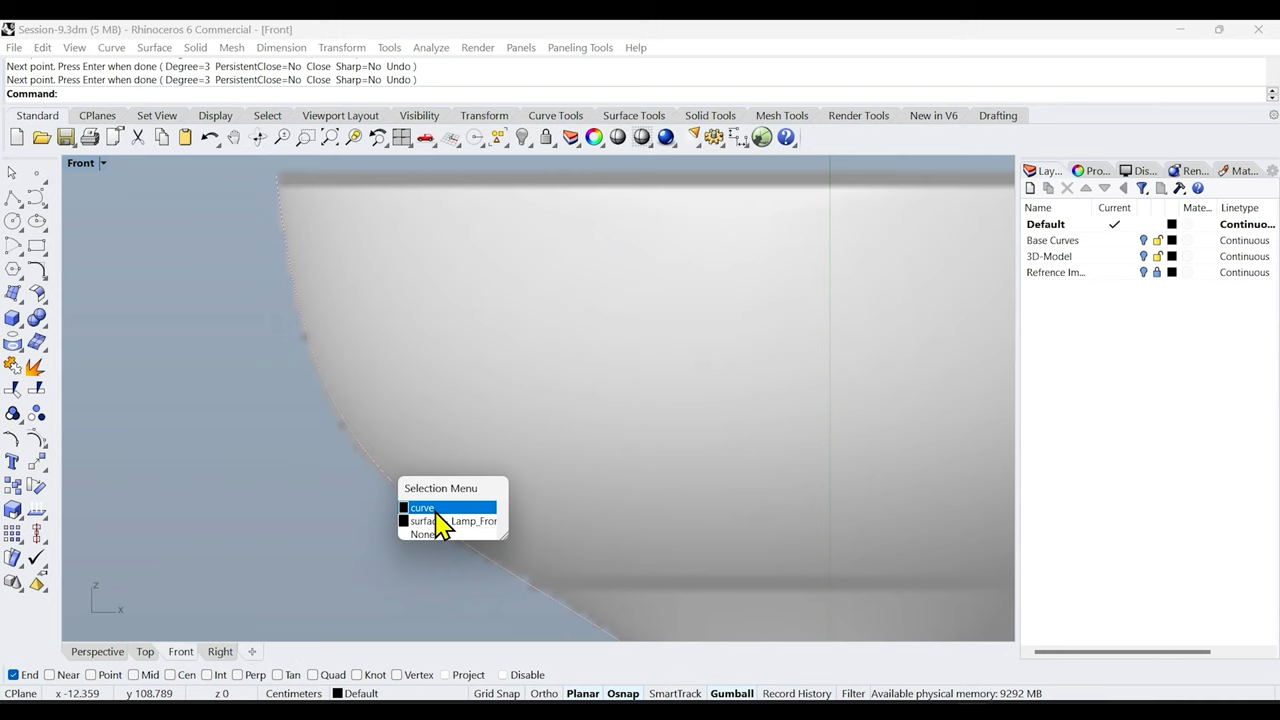 Session-9.3dm (5 MB) - Rhinoceros 6 Commercial - [Front]
File Edit View Curve Surface Solid Mesh Dimension Transform Tools Analyze Render Panels Paneling Tools Help
Next point. Press Enter when done ( Degree=3 PersistentClose=No Close Sharp=No Undo )
Next point. Press Enter when done ( Degree=3 PersistentClose=No Close Sharp=No Undo )
Command:
Standard CPlanes Set View Display Select Viewport Layout Visibility Transform Curve Tools Surface Tools Solid Tools Mesh Tools Render Tools New in V6 Drafting
Front
Lay... Pro... Dis... Ren... Mat...
Name Current Mate... Linetype
Default Continuo...
Base Curves Continuous
3D-Model Continuous
Refrence Im... Continuous
Selection Menu
curve
Lamp_Fror
None
z
x
Perspective Top Front Right
End Near Point Mid Cen Int Perp Tan Quad Knot Vertex Project Disable
CPlane x -12.359 y 108.789 z 0 Centimeters Default Grid Snap Ortho Planar Osnap SmartTrack Gumball Record History Filter Available physical memory: 9292 MB